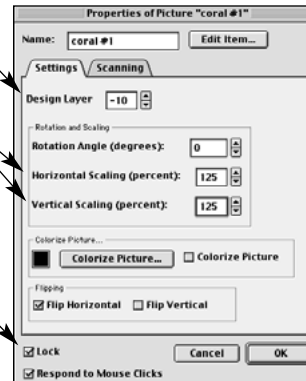 Properties of Picture "coral #1"
Name: coral #1 Edit Item...
Settings Scanning
Design Layer -10
Rotation and Scaling
Rotation Angle (degrees): 0
Horizontal Scaling (percent): 125
Vertical Scaling (percent): 125
Colorize Picture...
Colorize Picture... Colorize Picture
Flipping
Flip Horizontal Flip Vertical
Lock Cancel OK
Respond to Mouse Clicks